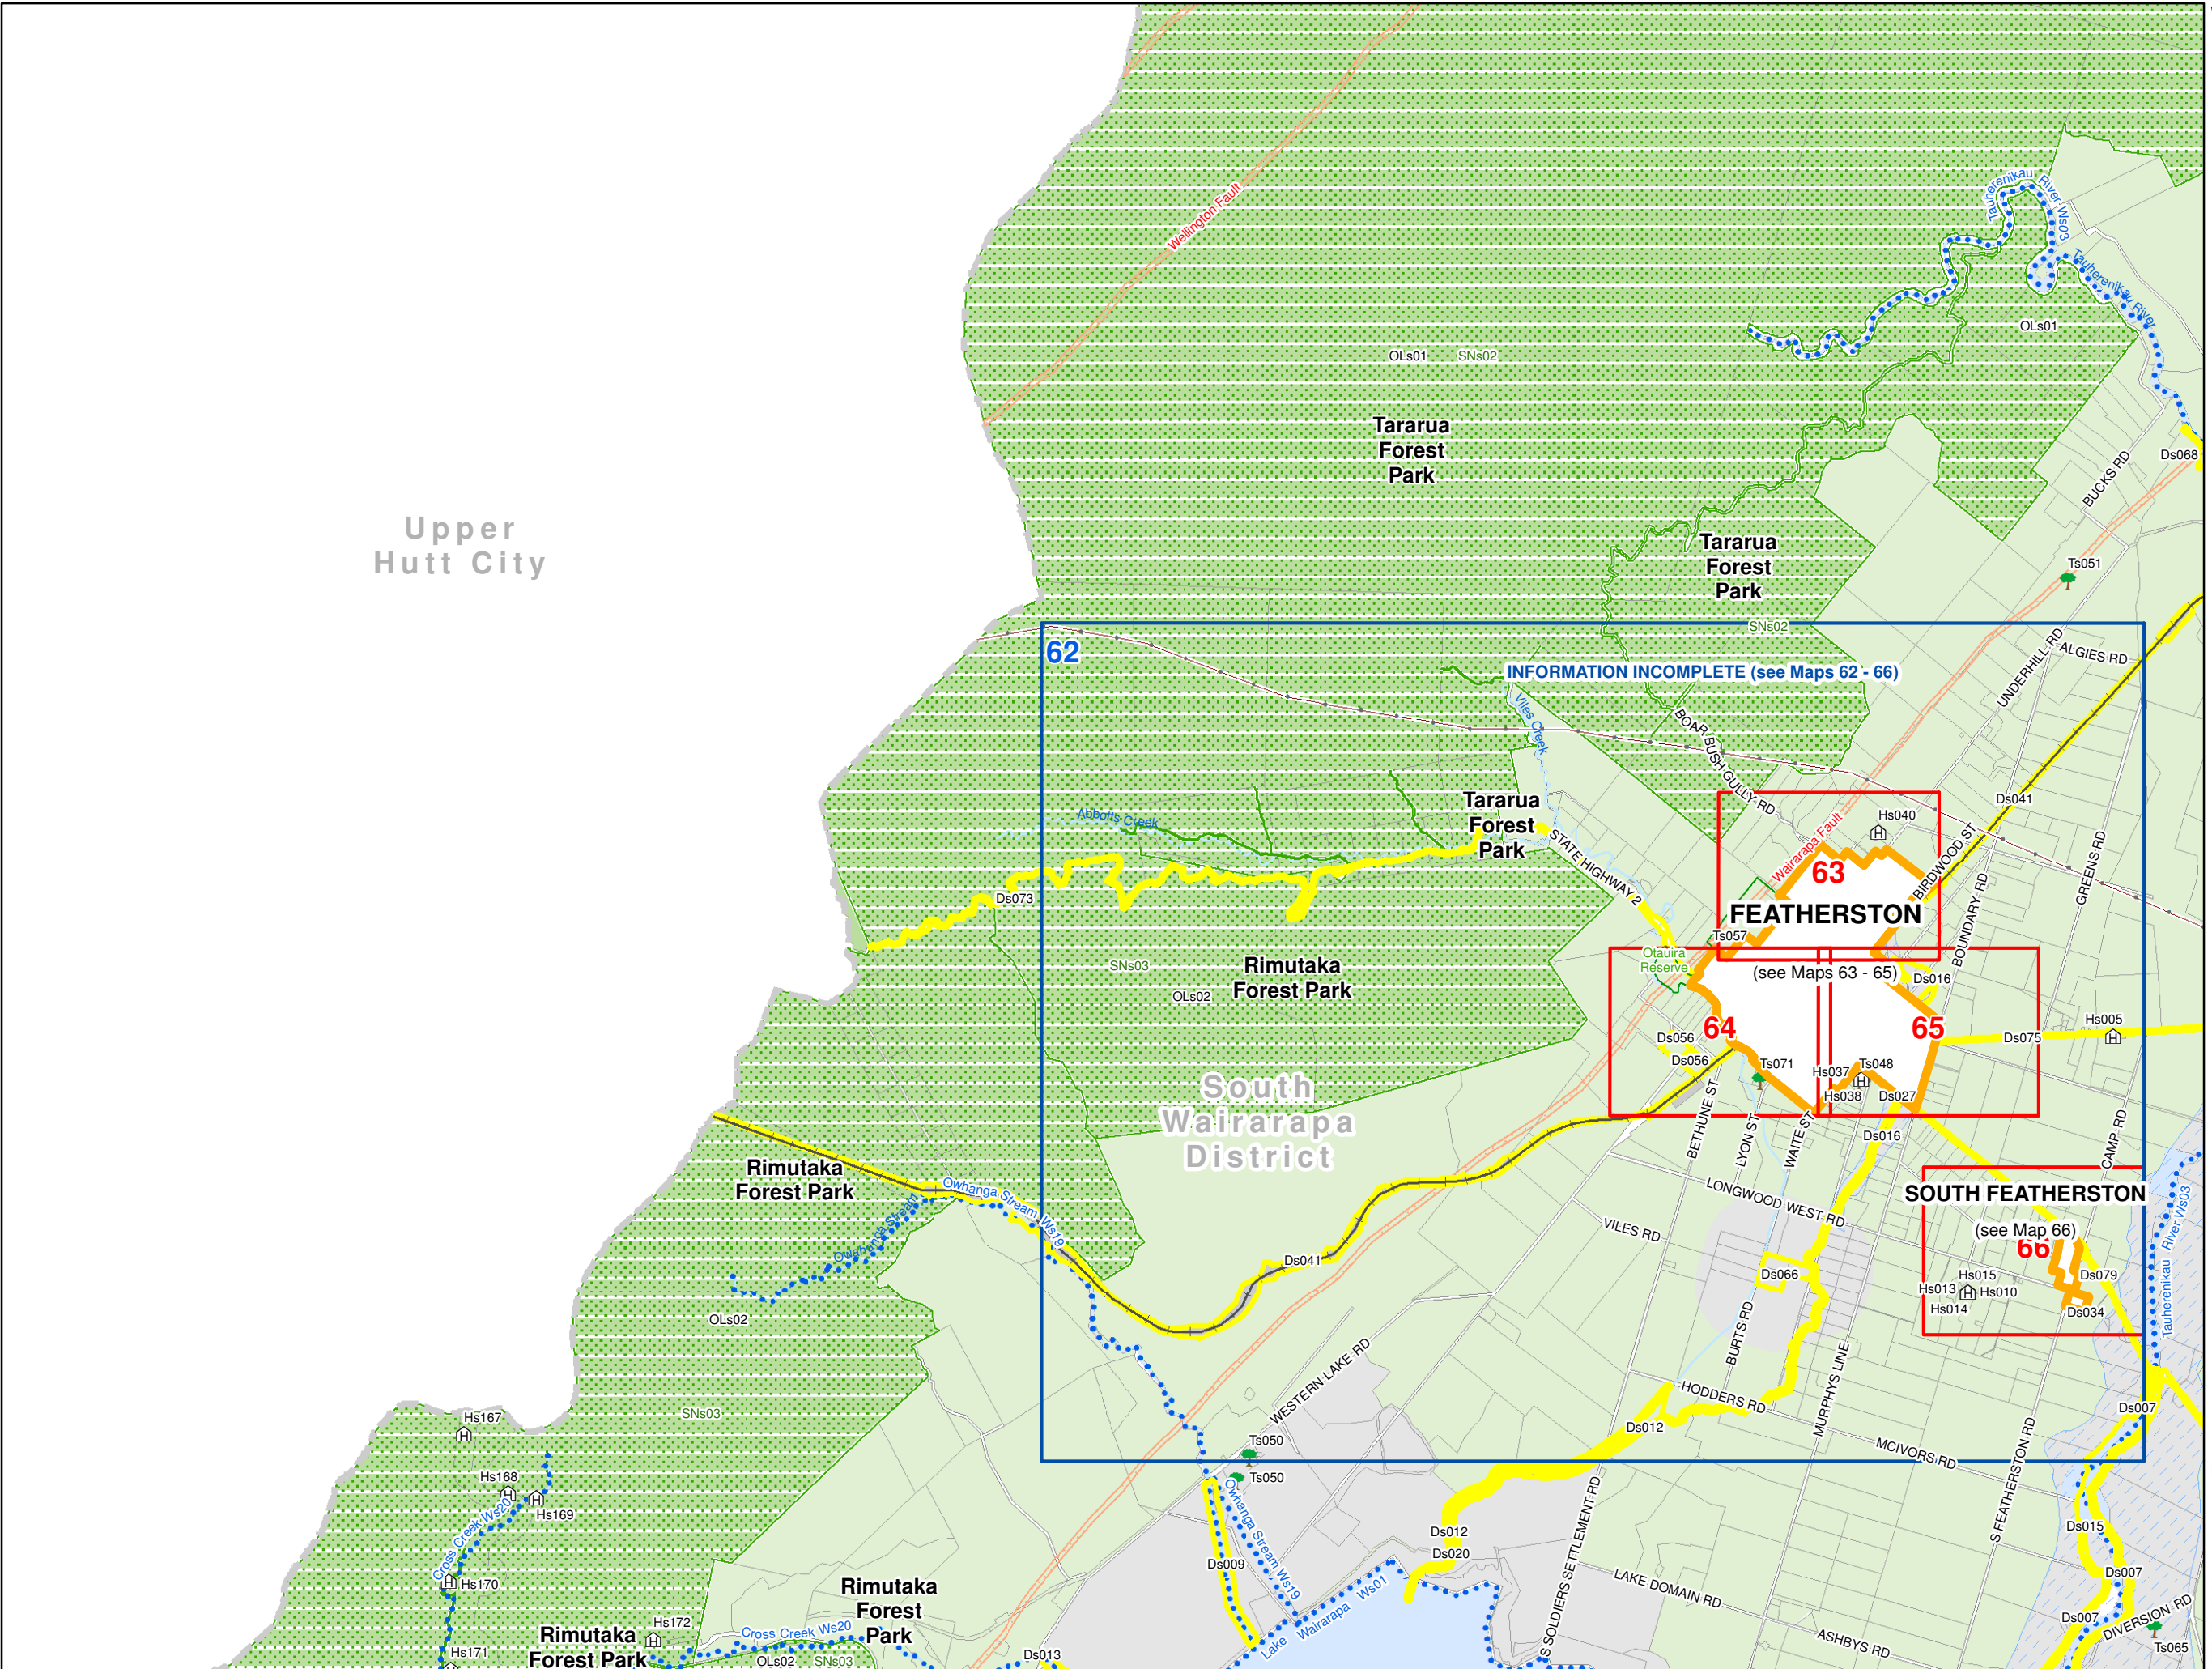 Wellington Fault
Tauherenikau
River Ws03
Tauherenikau River
OLs01
OLs01
SNs02
Tararua
Forest
Park
Ds068
BUCKS RD
Upper
Hutt City
Tararua
Forest
Park
Ts051
SNs02
62
INFORMATION INCOMPLETE (see Maps 62 - 66)
UNDERHILL RD
ALGIES RD
Viles Creek
BOAR BUSH GULLY RD
Tararua
Forest
Park
Abbotts Creek
STATE HIGHWAY 2
Wairarapa Fault
Hs040
Ds041
63
BIRDWOOD ST
GREENS RD
BOUNDARY RD
Ds073
FEATHERSTON
Ts057
Otauira
Reserve
(see Maps 63 - 65)
SNs03
Rimutaka
Forest Park
OLs02
Ds016
64
65
Hs005
Ds056
Ds075
Ds056
Ts071
Ts048
Hs037
Hs038
Ds027
South
Wairarapa
District
BETHUNE ST
LYON ST
WAITE ST
Ds016
CAMP RD
Rimutaka
Forest Park
Owhanga Stream Ws19
Owhanga Stream
LONGWOOD WEST RD
SOUTH FEATHERSTON
(see Map 66)
66
VILES RD
Tauherenikau River Ws03
Ds041
Ds066
Hs015
Ds079
Hs013
Hs010
Hs014
Ds034
OLs02
BURTS RD
WESTERN LAKE RD
MURPHYS LINE
HODDERS RD
SNs03
Hs167
Ds012
Ds007
MCIVORS RD
S FEATHERSTON RD
Ts050
Ts050
Hs168
Hs169
Cross Creek Ws20
Owhanga Stream Ws19
Ds012
Ds020
Ds015
S SOLDIERS SETTLEMENT RD
Ds009
Hs170
Ds007
Rimutaka
Forest
Park
LAKE DOMAIN RD
Lake Wairarapa Ws01
Hs172
Cross Creek Ws20
Rimutaka
Forest Park
Ds007
DIVERSION RD
ASHBYS RD
Ts065
Hs171
OLs02
SNs03
Ds013